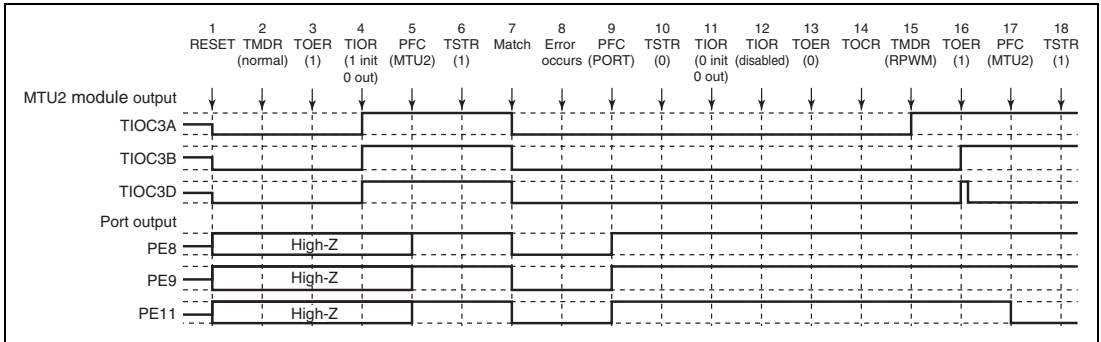 1 2 3 4 5 6 7 8 9 10 11 12 13 14 15 16 17 18
RESET TMDR TOER TIOR PFC TSTR Match Error PFC TSTR TIOR TIOR TOER TOCR TMDR TOER PFC TSTR
(normal) (1) (1 init (MTU2) (1) occurs (PORT) (0) (0 init (disabled) (0) (RPWM) (1) (MTU2) (1)
0 out) 0 out)
MTU2 module output
TIOC3A
TIOC3B
TIOC3D
Port output
PE8 High-Z
PE9 High-Z
PE11 High-Z